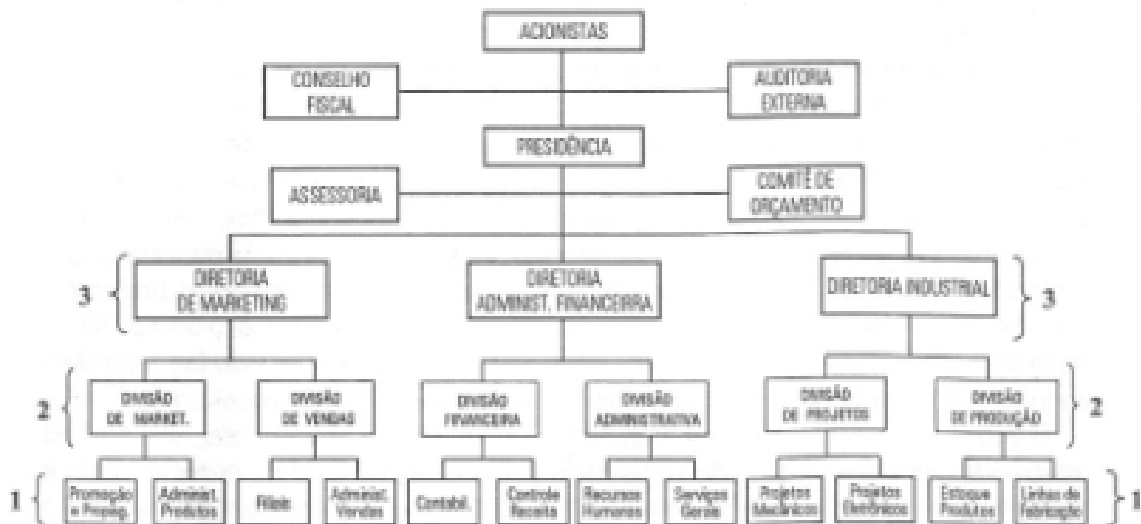 ACIONISTAS
CONSELHO
FISCAL
AUDITORIA
EXTERNA
PRESIDÊNCIA
ASSESSORIA
COMITÊ DE
ORÇAMENTO
3
DIRETORIA
DE MARKETING
DIRETORIA
ADMINIST. FINANCEIRRA
DIRETORIA INDUSTRIAL
3
2
DIVISÃO
DE MARKET.
DIVISÃO
DE VENDAS
DIVISÃO
FINANCEIRA
DIVISÃO
ADMINISTRATIVA
DIVISÃO
DE PROJETOS
DIVISÃO
DE PRODUÇÃO
2
1
Promoção
e Propag.
Administ.
Produtos
Filiais
Administ.
Vendas
Contabil.
Controle
Receita
Recursos
Humanos
Serviços
Gerais
Projetos
Mecânicos
Projetos
Eletrônicos
Estoque
Produtos
Linhas de
Fabricação
1